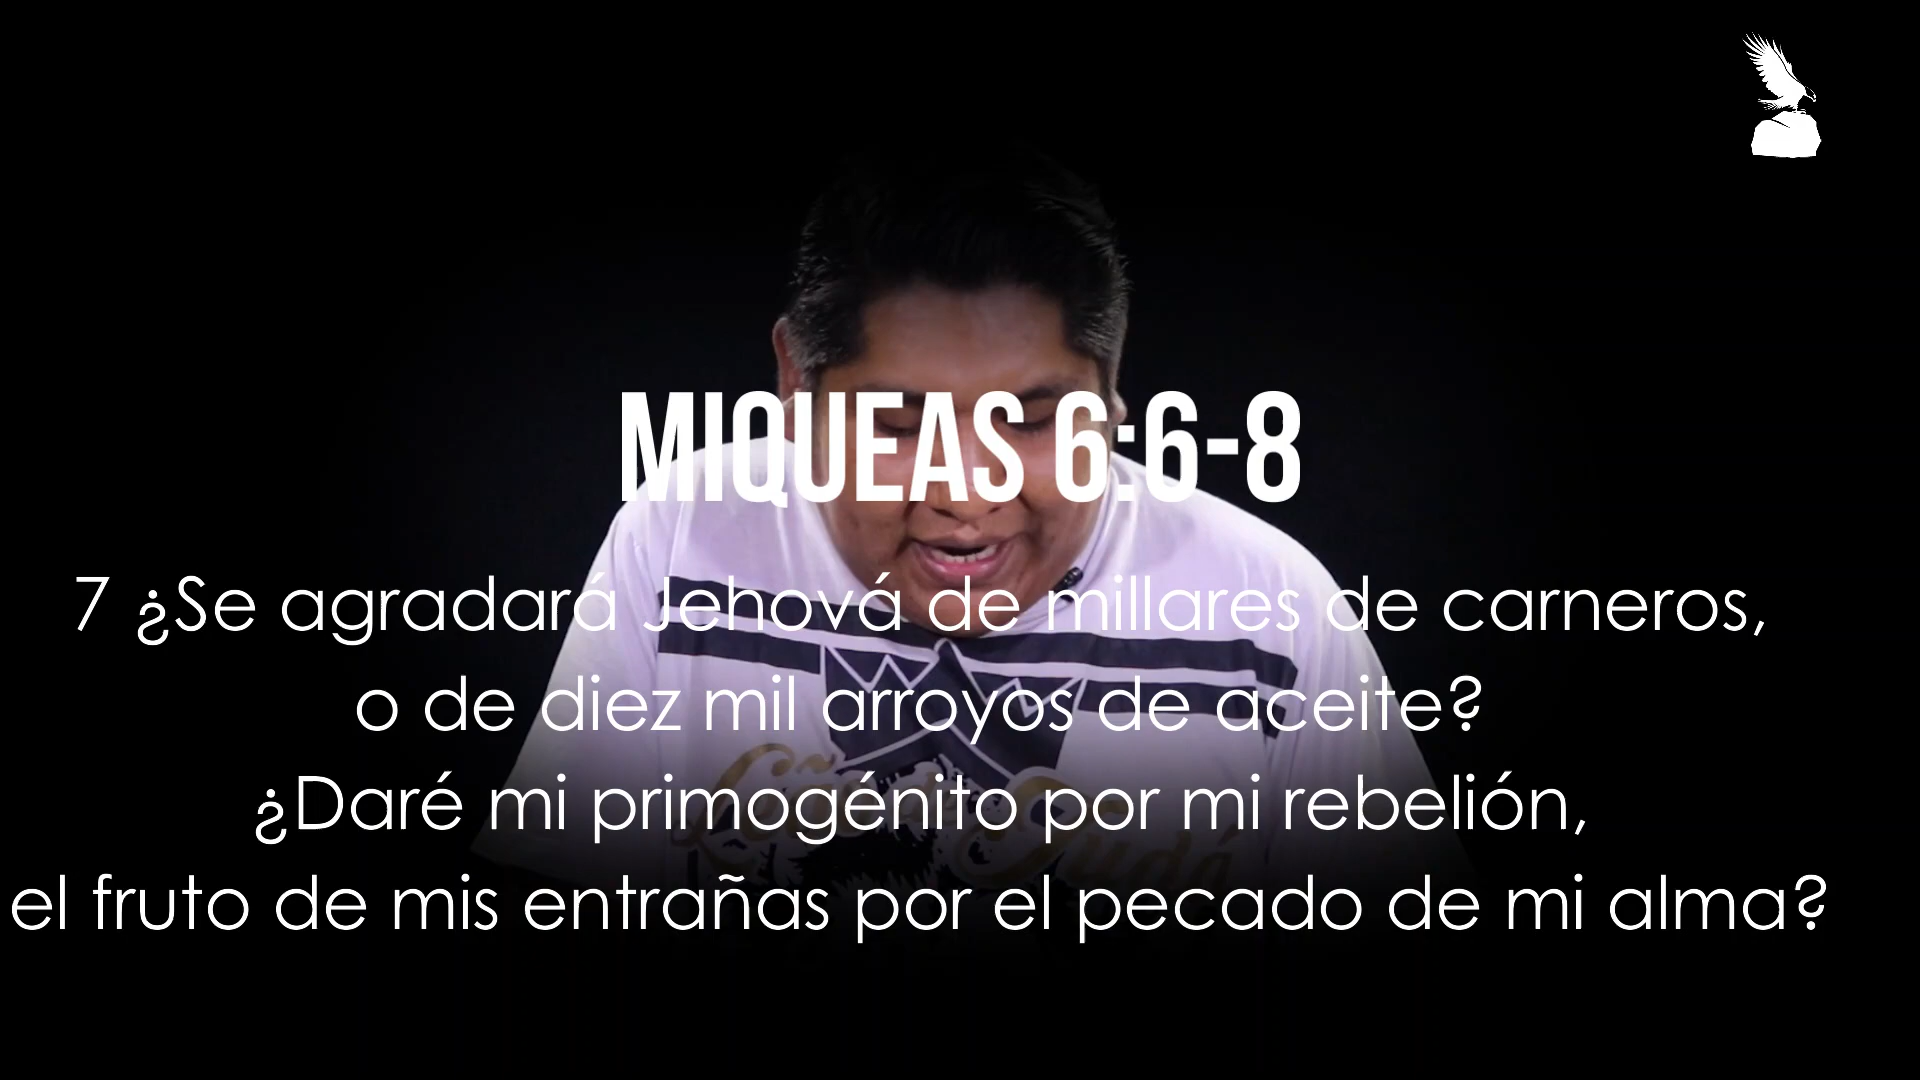 MIQUEAS 6:6-8
7 ¿Se agradará Jehová de millares de carneros,
o de diez mil arroyos de aceite?
¿Daré mi primogénito por mi rebelión,
el fruto de mis entrañas por el pecado de mi alma?